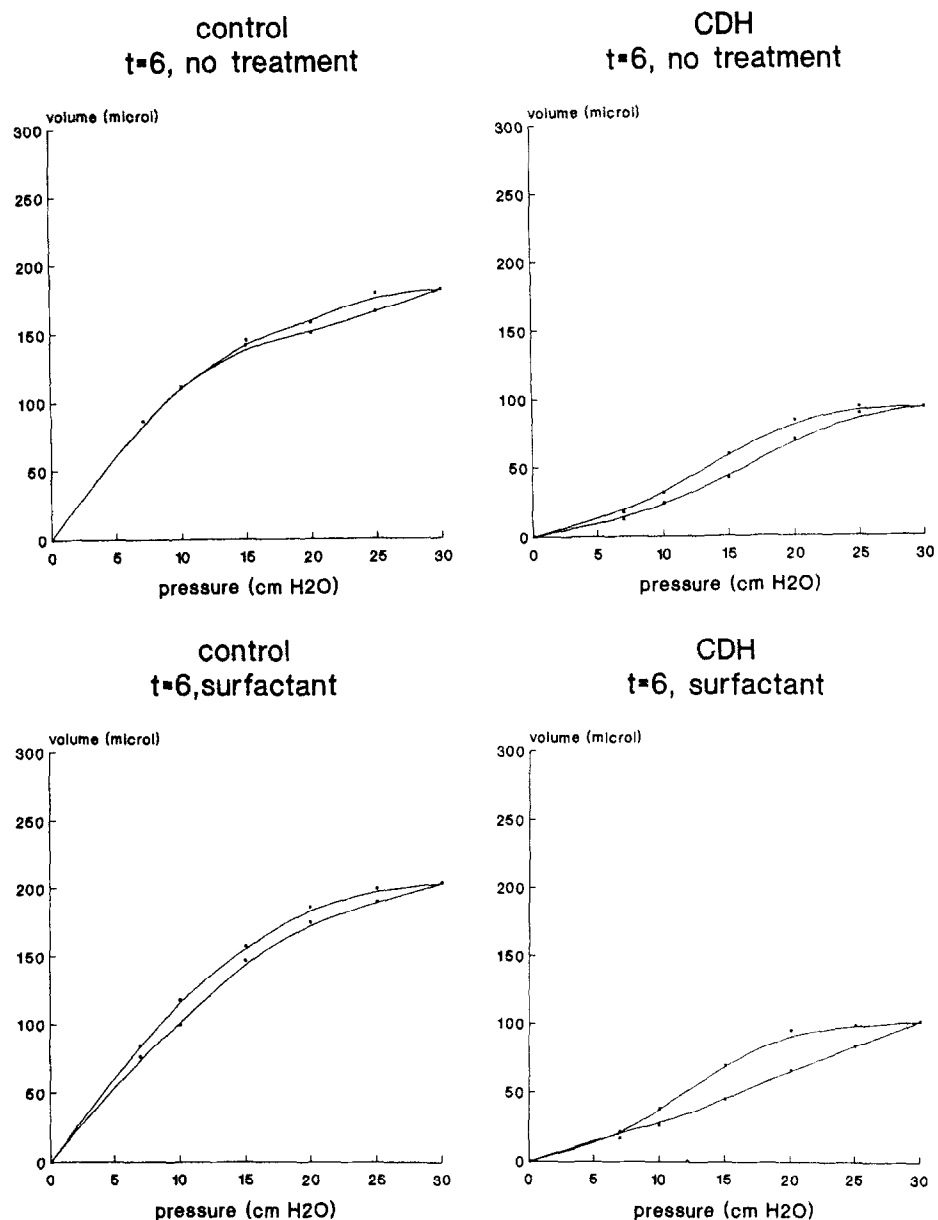 control
t=6, no treatment
volume (microl)
300
250
200
150
100
50
0
0 5 10 15 20 25 30
pressure (cm H2O)
CDH
t=6, no treatment
volume (microl)
300
250
200
150
100
50
0
0 5 10 15 20 25 30
pressure (cm H2O)
control
t=6,surfactant
volume (microl)
300
250
200
150
100
50
0
0 5 10 15 20 25 30
pressure (cm H2O)
CDH
t=6, surfactant
volume (microl)
300
250
200
150
100
50
0
0 5 10 15 20 25 30
pressure (cm H2O)